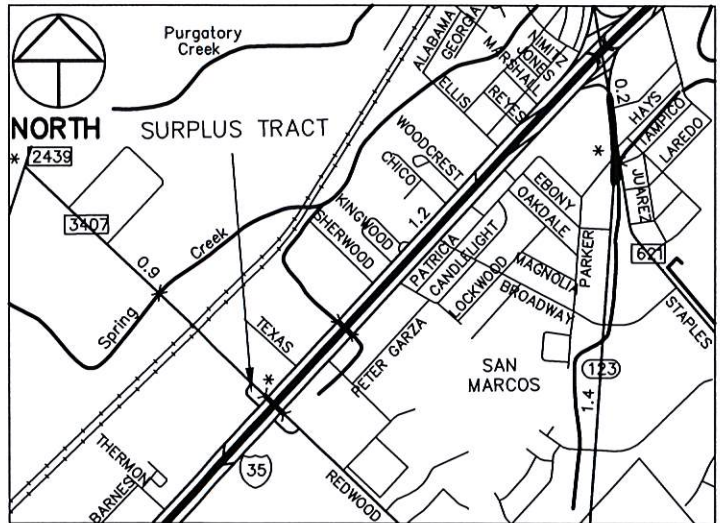 Purgatory
Creek
NORTH
SURPLUS TRACT
2439
3407
0.9
Spring
Creek
ALABAMA
GEORGIA
MARSHALL
JONES
NIMITZ
ELLIS
REYES
WOODCREST
CHICO
KINGWOOD
SHERWOOD
1.2
0.2
HAYS
TAMPICO
LAREDO
JUAREZ
621
STAPLES
EBONY
OAKDALE
PARKER
PATRICIA
CANDLELIGHT
LOCKWOOD
MAGNOLIA
BROADWAY
TEXAS
PETER GARZA
SAN
MARCOS
123
1.4
35
REDWOOD
THERMON
BARNES